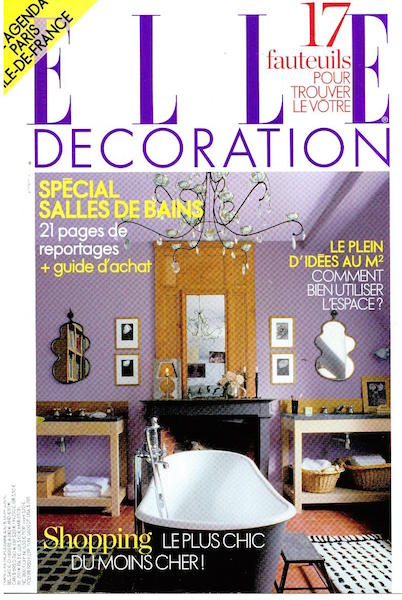 L'AGENDA
PARIS
ILE-DE-FRANCE
ELLE
DECORATION
17
fauteuils
POUR
TROUVER
LE VÔTRE
SPÉCIAL
SALLES DE BAINS
21 pages de
reportages
+ guide d'achat
LE PLEIN
D'IDÉES AU M²
COMMENT
BIEN UTILISER
L'ESPACE ?
Shopping LE PLUS CHIC
DU MOINS CHER !